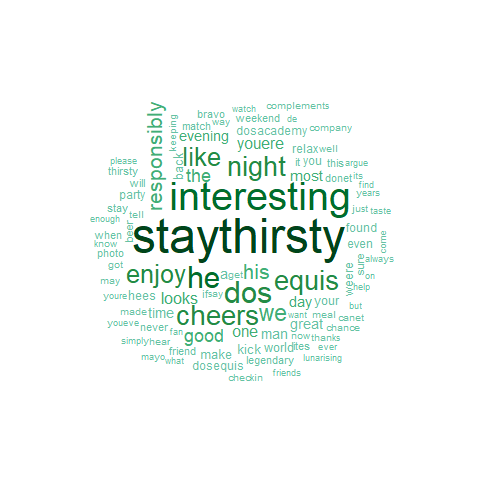 watch complements
bravo weekend de
keeping match way dosacademy company
responsibly evening youere
like relax well
please back the night it you this argue
thirsty most donet its
will interesting find
party years
stay tell just taste
enough beer staythirsty found
when even come
know always
photo sure
got enjoy he aget his equis weere on
may dos help
youre hees looks ifsay day your but
made time cheers we want meal canet
youve never good one man great chance
simply hear fan now thanks
friend make kick world ites ever
mayo what dosequis legendary lunarising
checkin friends